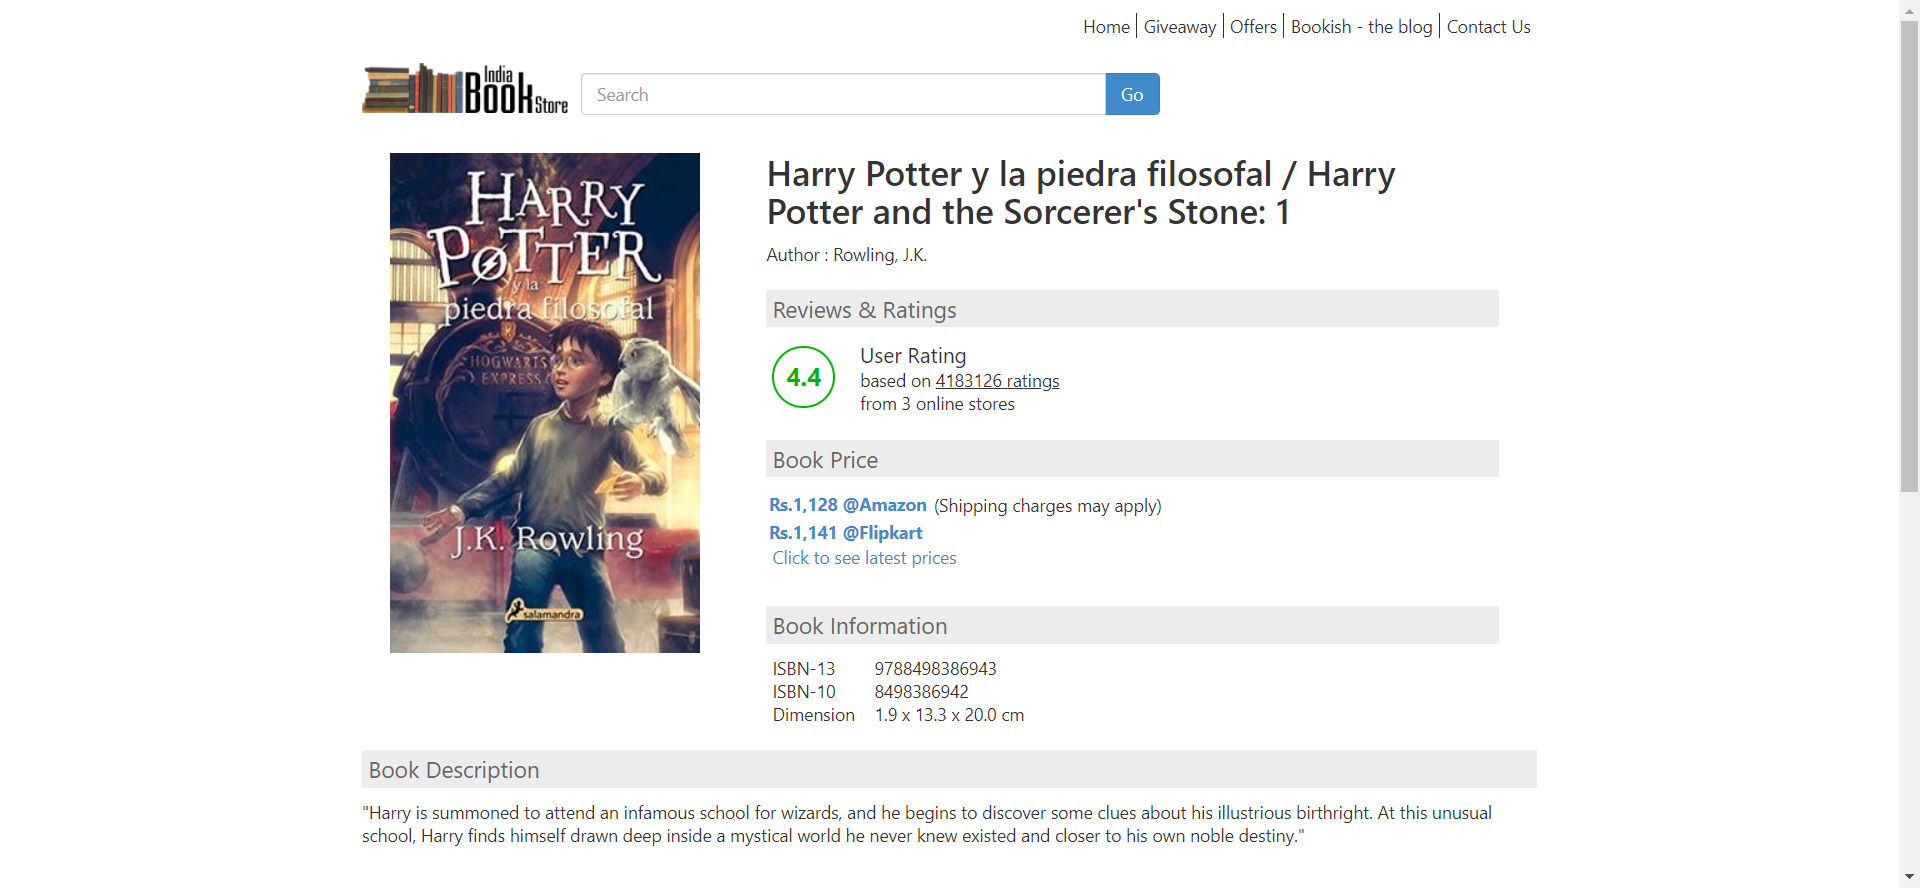 Home
Giveaway
Offers
Bookish - the blog
Contact Us
India
Book
Store
Search
Go
HARRY
POTTER
y la
piedra filosofal
HOGWARTS
EXPRESS
J.K. Rowling
salamandra
Harry Potter y la piedra filosofal / Harry
Potter and the Sorcerer's Stone: 1
Author : Rowling, J.K.
Reviews & Ratings
4.4
User Rating
based on 4183126 ratings
from 3 online stores
Book Price
Rs.1,128 @Amazon (Shipping charges may apply)
Rs.1,141 @Flipkart
Click to see latest prices
Book Information
ISBN-13 9788498386943
ISBN-10 8498386942
Dimension 1.9 x 13.3 x 20.0 cm
Book Description
"Harry is summoned to attend an infamous school for wizards, and he begins to discover some clues about his illustrious birthright. At this unusual
school, Harry finds himself drawn deep inside a mystical world he never knew existed and closer to his own noble destiny."